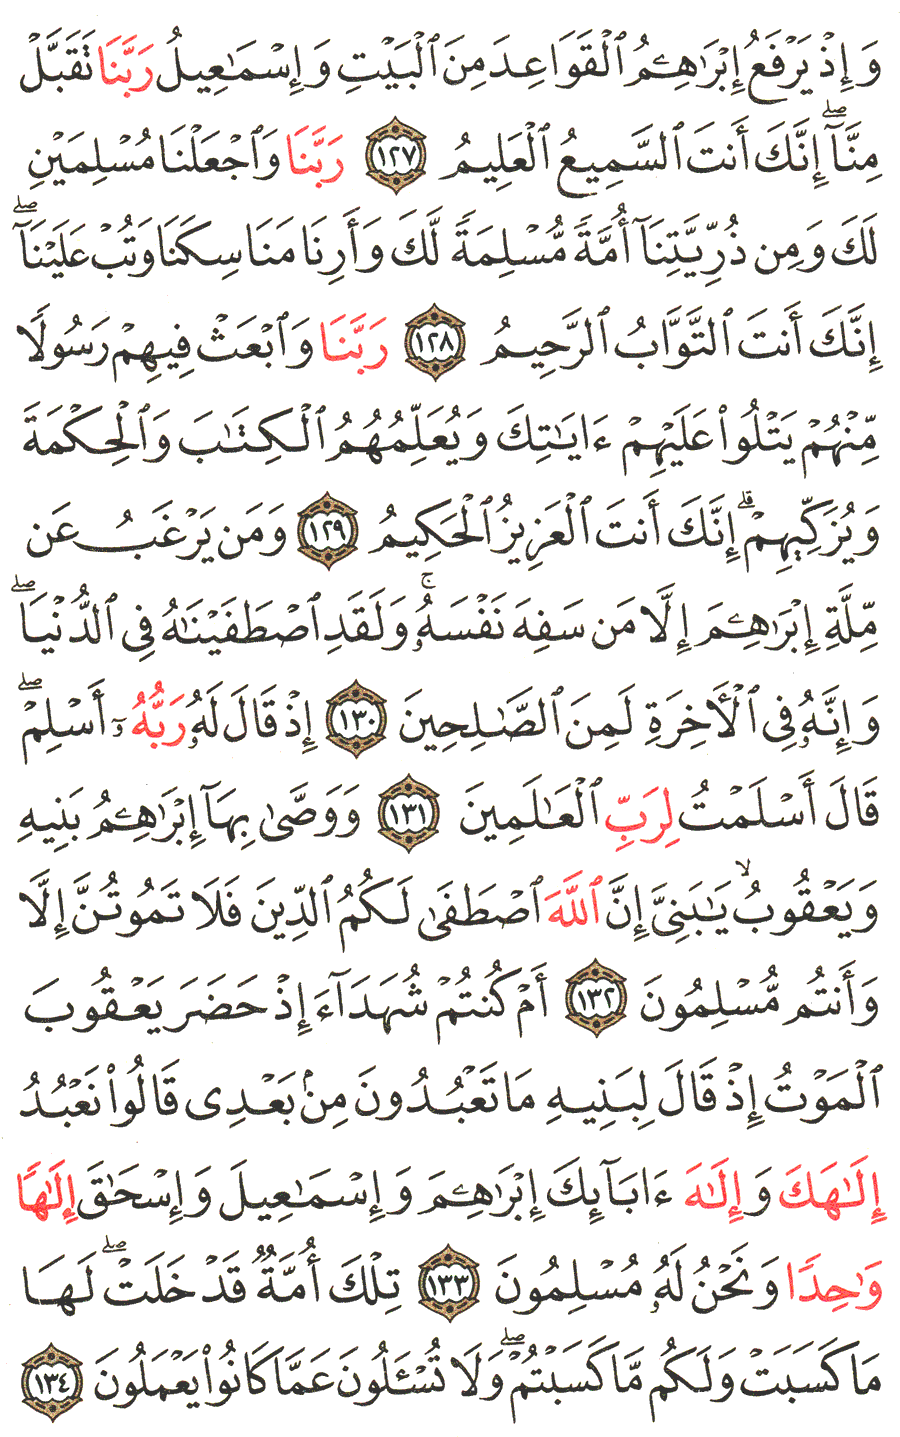 وَإِذْ يَرْفَعُ إِبْرَٰهِـۧمُ ٱلْقَوَاعِدَ مِنَ ٱلْبَيْتِ وَإِسْمَـٰعِيلُ رَبَّنَا تَقَبَّلْ
مِنَّآ ۖ إِنَّكَ أَنتَ ٱلسَّمِيعُ ٱلْعَلِيمُ ١٢٧ رَبَّنَا وَٱجْعَلْنَا مُسْلِمَيْنِ
لَكَ وَمِن ذُرِّيَّتِنَآ أُمَّةً مُّسْلِمَةً لَّكَ وَأَرِنَا مَنَاسِكَنَا وَتُبْ عَلَيْنَآ ۖ
إِنَّكَ أَنتَ ٱلتَّوَّابُ ٱلرَّحِيمُ ١٢٨ رَبَّنَا وَٱبْعَثْ فِيهِمْ رَسُولًا
مِّنْهُمْ يَتْلُوا۟ عَلَيْهِمْ ءَايَـٰتِكَ وَيُعَلِّمُهُمُ ٱلْكِتَـٰبَ وَٱلْحِكْمَةَ
وَيُزَكِّيهِمْ ۚ إِنَّكَ أَنتَ ٱلْعَزِيزُ ٱلْحَكِيمُ ١٢٩ وَمَن يَرْغَبُ عَن
مِّلَّةِ إِبْرَٰهِـۧمَ إِلَّا مَن سَفِهَ نَفْسَهُۥ ۚ وَلَقَدِ ٱصْطَفَيْنَـٰهُ فِى ٱلدُّنْيَا ۖ
وَإِنَّهُۥ فِى ٱلْـَٔاخِرَةِ لَمِنَ ٱلصَّـٰلِحِينَ ١٣٠ إِذْ قَالَ لَهُۥ رَبُّهُۥٓ أَسْلِمْ ۖ
قَالَ أَسْلَمْتُ لِرَبِّ ٱلْعَـٰلَمِينَ ١٣١ وَوَصَّىٰ بِهَآ إِبْرَٰهِـۧمُ بَنِيهِ
وَيَعْقُوبُ ۙ يَـٰبَنِىَّ إِنَّ ٱللَّهَ ٱصْطَفَىٰ لَكُمُ ٱلدِّينَ فَلَا تَمُوتُنَّ إِلَّا
وَأَنتُم مُّسْلِمُونَ ١٣٢ أَمْ كُنتُمْ شُهَدَآءَ إِذْ حَضَرَ يَعْقُوبَ
ٱلْمَوْتُ إِذْ قَالَ لِبَنِيهِ مَا تَعْبُدُونَ مِنۢ بَعْدِى قَالُوا۟ نَعْبُدُ
إِلَـٰهَكَ وَإِلَـٰهَ ءَابَآئِكَ إِبْرَٰهِـۧمَ وَإِسْمَـٰعِيلَ وَإِسْحَـٰقَ إِلَـٰهًا
وَٰحِدًا وَنَحْنُ لَهُۥ مُسْلِمُونَ ١٣٣ تِلْكَ أُمَّةٌ قَدْ خَلَتْ ۖ لَهَا
مَا كَسَبَتْ وَلَكُم مَّا كَسَبْتُمْ ۖ وَلَا تُسْـَٔلُونَ عَمَّا كَانُوا۟ يَعْمَلُونَ ١٣٤